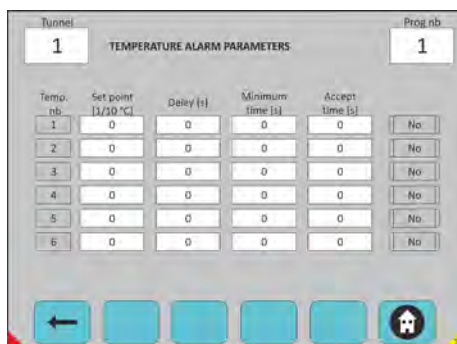 Tunnel Prog nb
1 TEMPERATURE ALARM PARAMETERS 1
Temp. nb Set point [1/10 °C] Delay [s] Minimum time [s] Accept time [s]
1 0 0 0 0 No
2 0 0 0 0 No
3 0 0 0 0 No
4 0 0 0 0 No
5 0 0 0 0 No
6 0 0 0 0 No